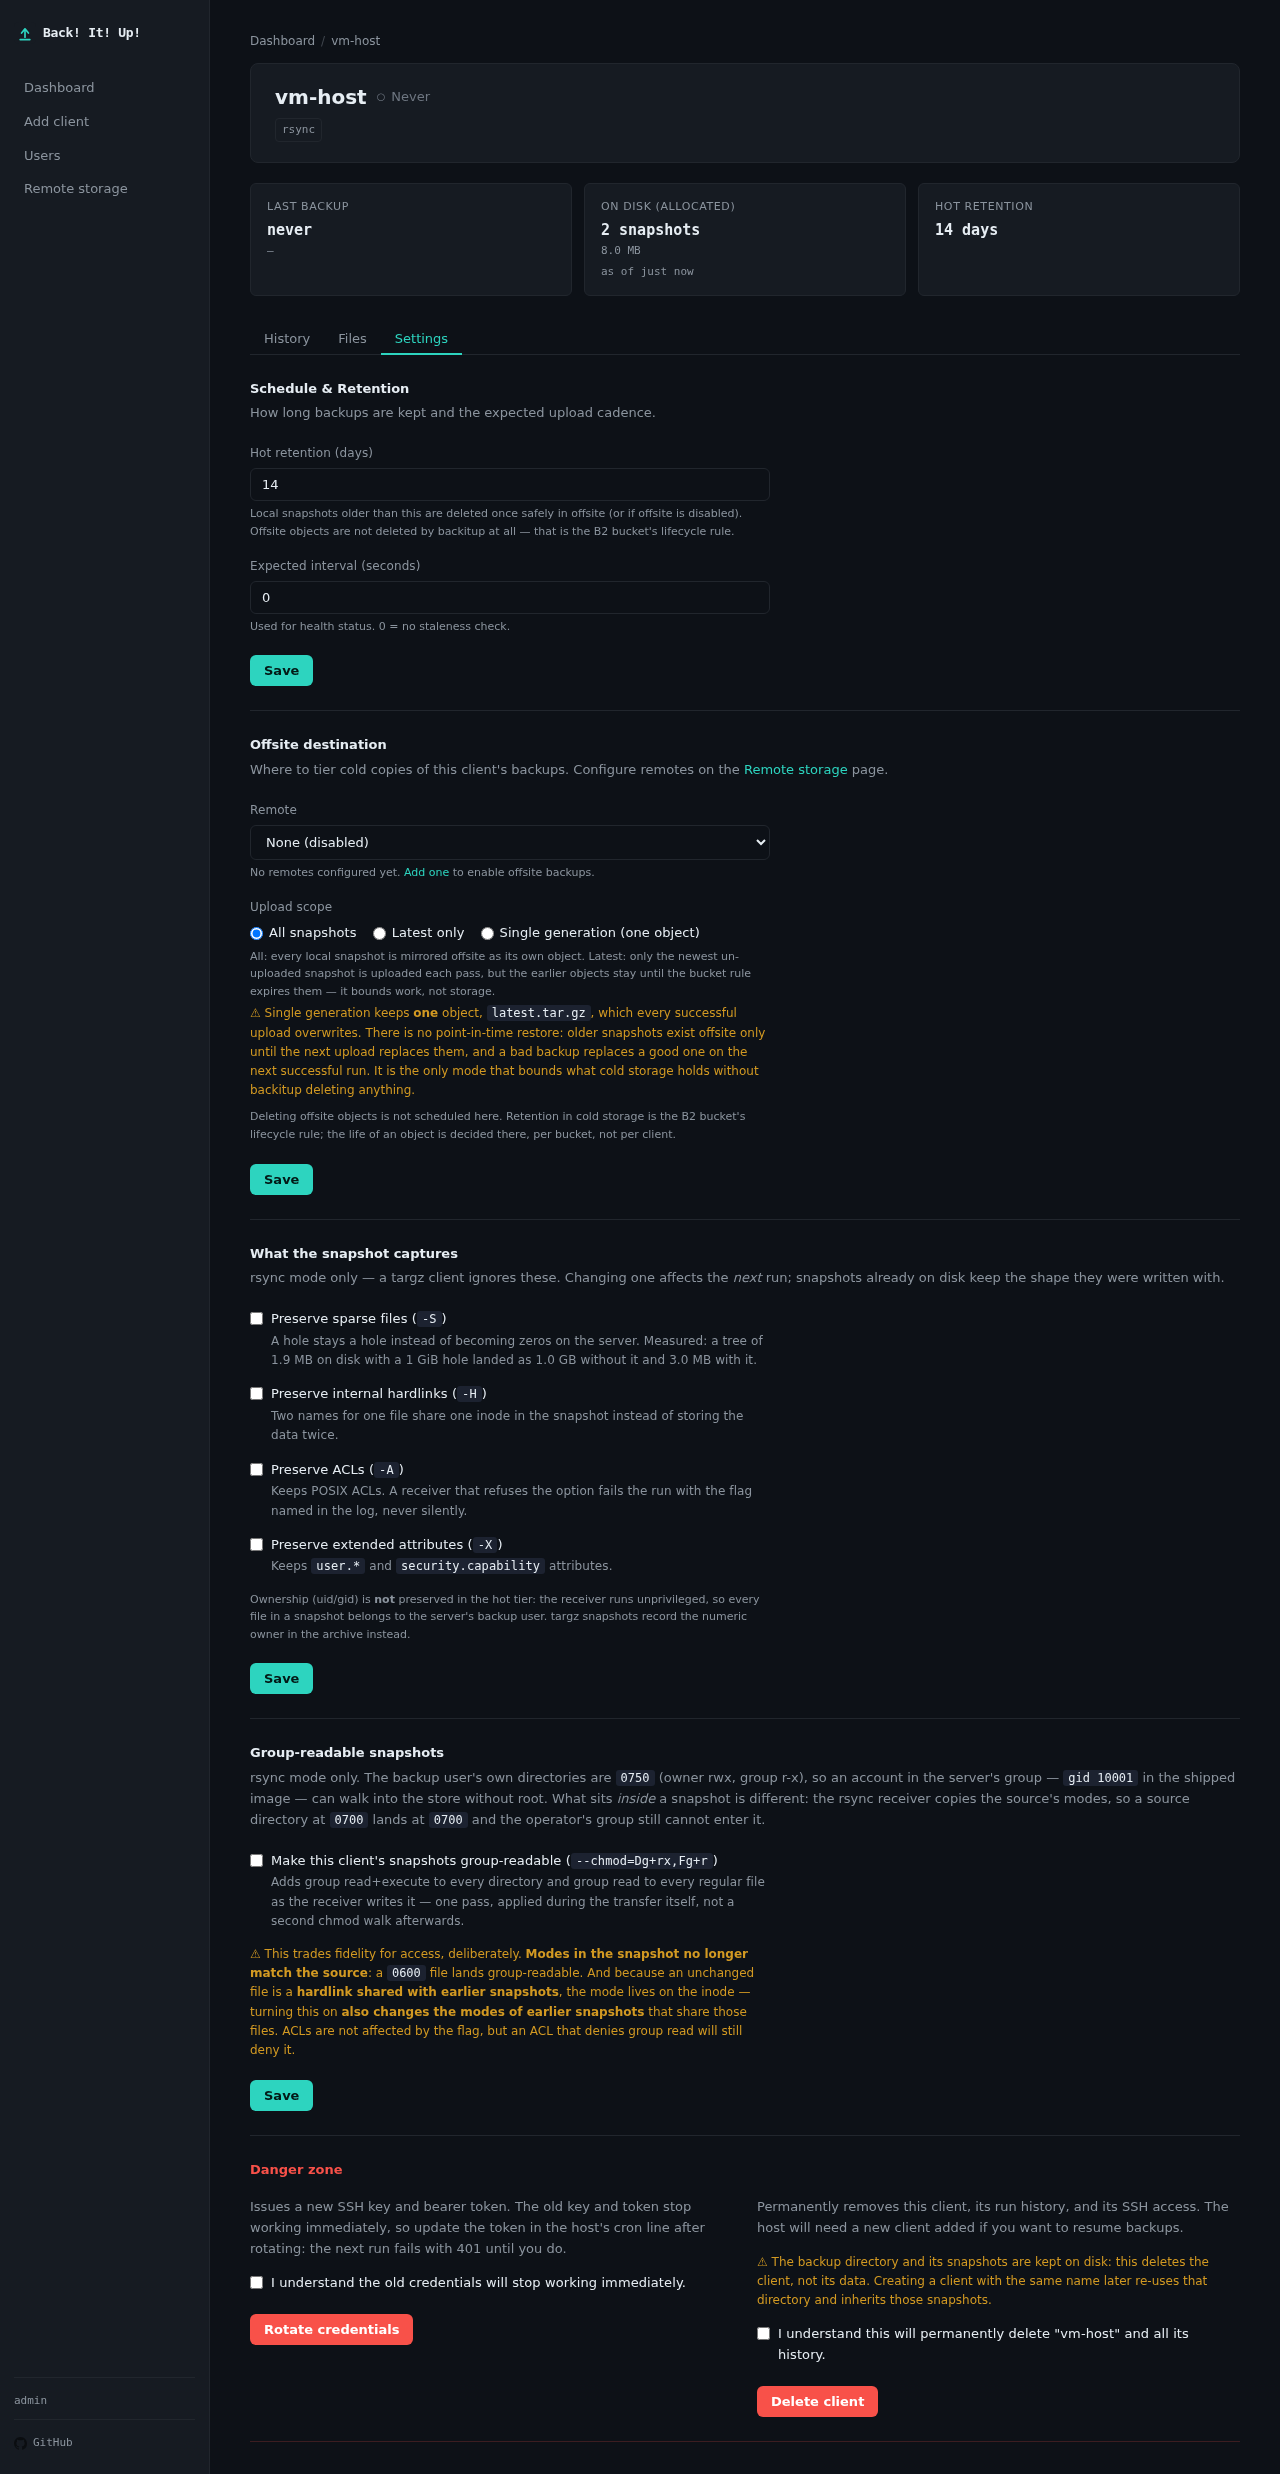 Back! It! Up!
Dashboard
Add client
Users
Remote storage
Dashboard / vm-host
vm-host ○ Never
rsync
LAST BACKUP
never
—
ON DISK (ALLOCATED)
2 snapshots
8.0 MB
as of just now
HOT RETENTION
14 days
History Files Settings
Schedule & Retention
How long backups are kept and the expected upload cadence.
Hot retention (days)
14
Local snapshots older than this are deleted once safely in offsite (or if offsite is disabled).
Offsite objects are not deleted by backitup at all — that is the B2 bucket's lifecycle rule.
Expected interval (seconds)
0
Used for health status. 0 = no staleness check.
Save
Offsite destination
Where to tier cold copies of this client's backups. Configure remotes on the Remote storage page.
Remote
None (disabled)
No remotes configured yet. Add one to enable offsite backups.
Upload scope
All snapshots Latest only Single generation (one object)
All: every local snapshot is mirrored offsite as its own object. Latest: only the newest un-
uploaded snapshot is uploaded each pass, but the earlier objects stay until the bucket rule
expires them — it bounds work, not storage.
⚠ Single generation keeps one object, latest.tar.gz, which every successful
upload overwrites. There is no point-in-time restore: older snapshots exist offsite only
until the next upload replaces them, and a bad backup replaces a good one on the
next successful run. It is the only mode that bounds what cold storage holds without
backitup deleting anything.
Deleting offsite objects is not scheduled here. Retention in cold storage is the B2 bucket's
lifecycle rule; the life of an object is decided there, per bucket, not per client.
Save
What the snapshot captures
rsync mode only — a targz client ignores these. Changing one affects the next run; snapshots already on disk keep the shape they were written with.
Preserve sparse files (-S)
A hole stays a hole instead of becoming zeros on the server. Measured: a tree of
1.9 MB on disk with a 1 GiB hole landed as 1.0 GB without it and 3.0 MB with it.
Preserve internal hardlinks (-H)
Two names for one file share one inode in the snapshot instead of storing the
data twice.
Preserve ACLs (-A)
Keeps POSIX ACLs. A receiver that refuses the option fails the run with the flag
named in the log, never silently.
Preserve extended attributes (-X)
Keeps user.* and security.capability attributes.
Ownership (uid/gid) is not preserved in the hot tier: the receiver runs unprivileged, so every
file in a snapshot belongs to the server's backup user. targz snapshots record the numeric
owner in the archive instead.
Save
Group-readable snapshots
rsync mode only. The backup user's own directories are 0750 (owner rwx, group r-x), so an account in the server's group — gid 10001 in the shipped
image — can walk into the store without root. What sits inside a snapshot is different: the rsync receiver copies the source's modes, so a source
directory at 0700 lands at 0700 and the operator's group still cannot enter it.
Make this client's snapshots group-readable (--chmod=Dg+rx,Fg+r)
Adds group read+execute to every directory and group read to every regular file
as the receiver writes it — one pass, applied during the transfer itself, not a
second chmod walk afterwards.
⚠ This trades fidelity for access, deliberately. Modes in the snapshot no longer
match the source: a 0600 file lands group-readable. And because an unchanged
file is a hardlink shared with earlier snapshots, the mode lives on the inode —
turning this on also changes the modes of earlier snapshots that share those
files. ACLs are not affected by the flag, but an ACL that denies group read will still
deny it.
Save
Danger zone
Issues a new SSH key and bearer token. The old key and token stop
working immediately, so update the token in the host's cron line after
rotating: the next run fails with 401 until you do.
I understand the old credentials will stop working immediately.
Rotate credentials
Permanently removes this client, its run history, and its SSH access. The
host will need a new client added if you want to resume backups.
⚠ The backup directory and its snapshots are kept on disk: this deletes the
client, not its data. Creating a client with the same name later re-uses that
directory and inherits those snapshots.
I understand this will permanently delete "vm-host" and all its
history.
Delete client
admin
GitHub